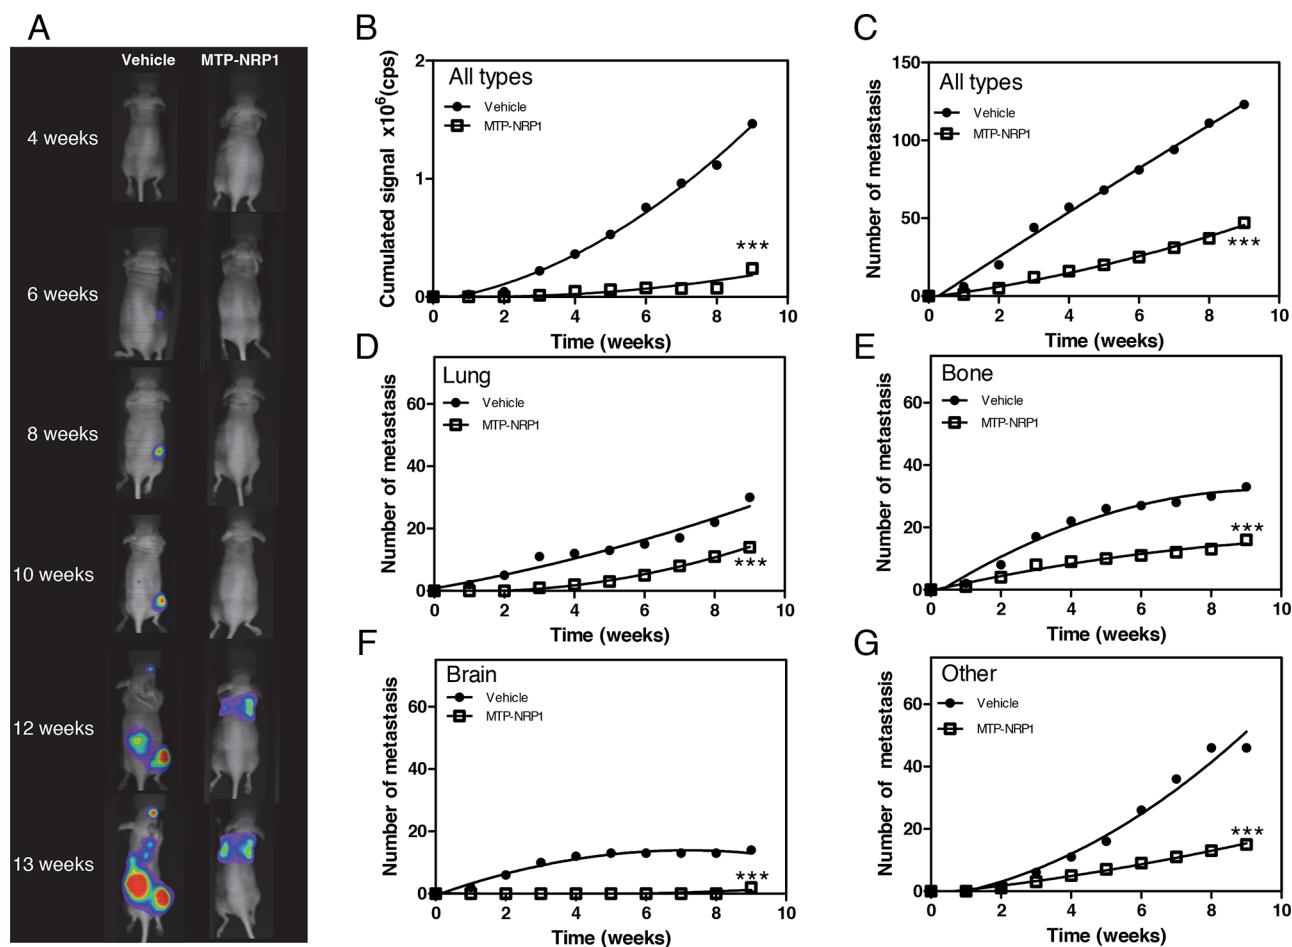 A
Vehicle MTP-NRP1
4 weeks
6 weeks
8 weeks
10 weeks
12 weeks
13 weeks
B
Cumulated signal x10⁶(cps)
All types
Vehicle
MTP-NRP1
2
1
0
***
0 2 4 6 8 10
Time (weeks)
C
Number of metastasis
All types
Vehicle
MTP-NRP1
150
100
50
0
***
0 2 4 6 8 10
Time (weeks)
D
Number of metastasis
Lung
Vehicle
MTP-NRP1
60
40
20
0
***
0 2 4 6 8 10
Time (weeks)
E
Number of metastasis
Bone
Vehicle
MTP-NRP1
60
40
20
0
***
0 2 4 6 8 10
Time (weeks)
F
Number of metastasis
Brain
Vehicle
MTP-NRP1
60
40
20
0
***
0 2 4 6 8 10
Time (weeks)
G
Number of metastasis
Other
Vehicle
MTP-NRP1
60
40
20
0
***
0 2 4 6 8 10
Time (weeks)